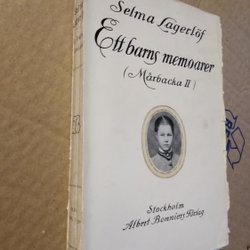 Selma Lagerlöf
Ett barns memoarer
(Mårbacka II)
Stockholm
Albert Bonniers Förlag